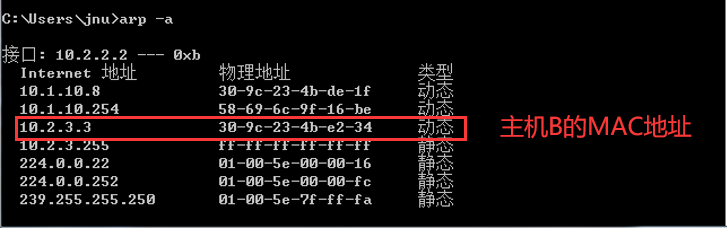 C:\Users\jnu>arp -a
接口: 10.2.2.2 --- 0xb
Internet 地址 物理地址 类型
10.1.10.8 30-9c-23-4b-de-1f 动态
10.1.10.254 58-69-6c-9f-16-be 动态
10.2.3.3 30-9c-23-4b-e2-34 动态 主机B的MAC地址
10.2.3.255 ff-ff-ff-ff-ff-ff 静态
224.0.0.22 01-00-5e-00-00-16 静态
224.0.0.252 01-00-5e-00-00-fc 静态
239.255.255.250 01-00-5e-7f-ff-fa 静态